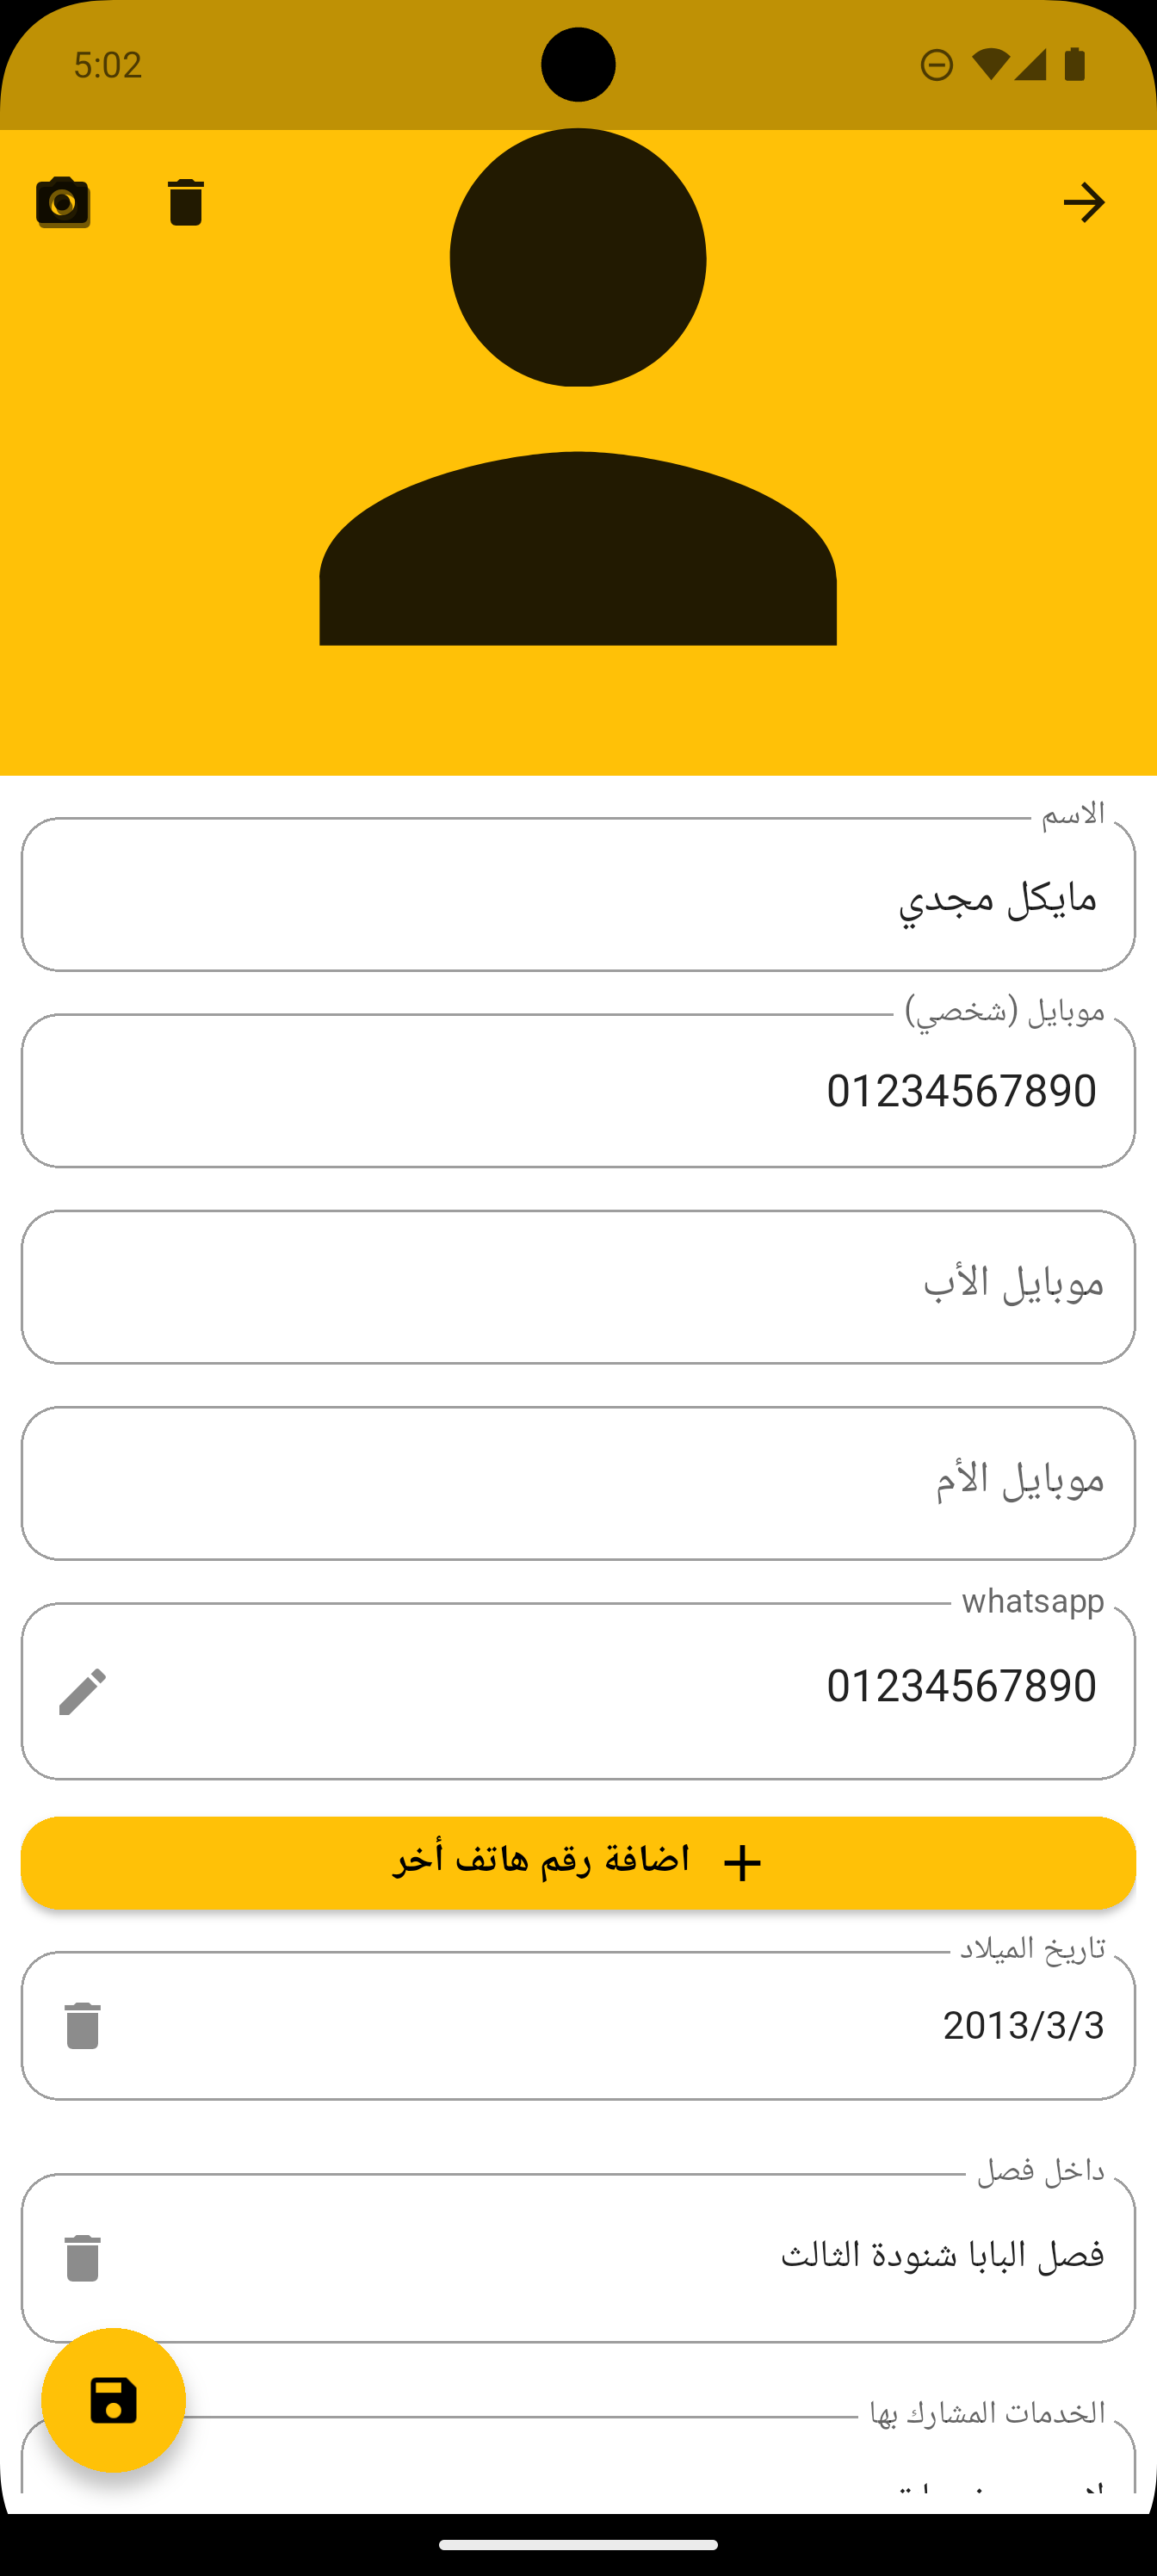 5:02
الاسم
مايكل مجدي
موبايل (شخصي)
01234567890
موبايل الأب
موبايل الأم
whatsapp
01234567890
اضافة رقم هاتف أخر
تاريخ الميلاد
2013/3/3
داخل فصل
فصل البابا شنودة الثالث
الخدمات المشارك بها